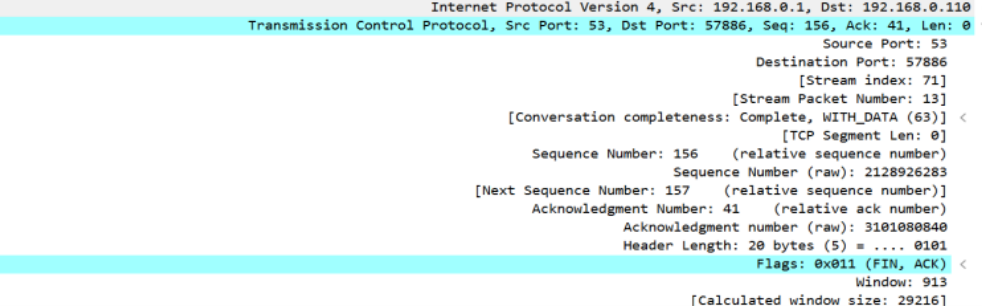 Internet Protocol Version 4, Src: 192.168.0.1, Dst: 192.168.0.110
Transmission Control Protocol, Src Port: 53, Dst Port: 57886, Seq: 156, Ack: 41, Len: 0
Source Port: 53
Destination Port: 57886
[Stream index: 71]
[Stream Packet Number: 13]
[Conversation completeness: Complete, WITH_DATA (63)]
[TCP Segment Len: 0]
Sequence Number: 156 (relative sequence number)
Sequence Number (raw): 2128926283
[Next Sequence Number: 157 (relative sequence number)]
Acknowledgment Number: 41 (relative ack number)
Acknowledgment number (raw): 3101080840
Header Length: 20 bytes (5) = .... 0101
Flags: 0x011 (FIN, ACK)
Window: 913
[Calculated window size: 29216]